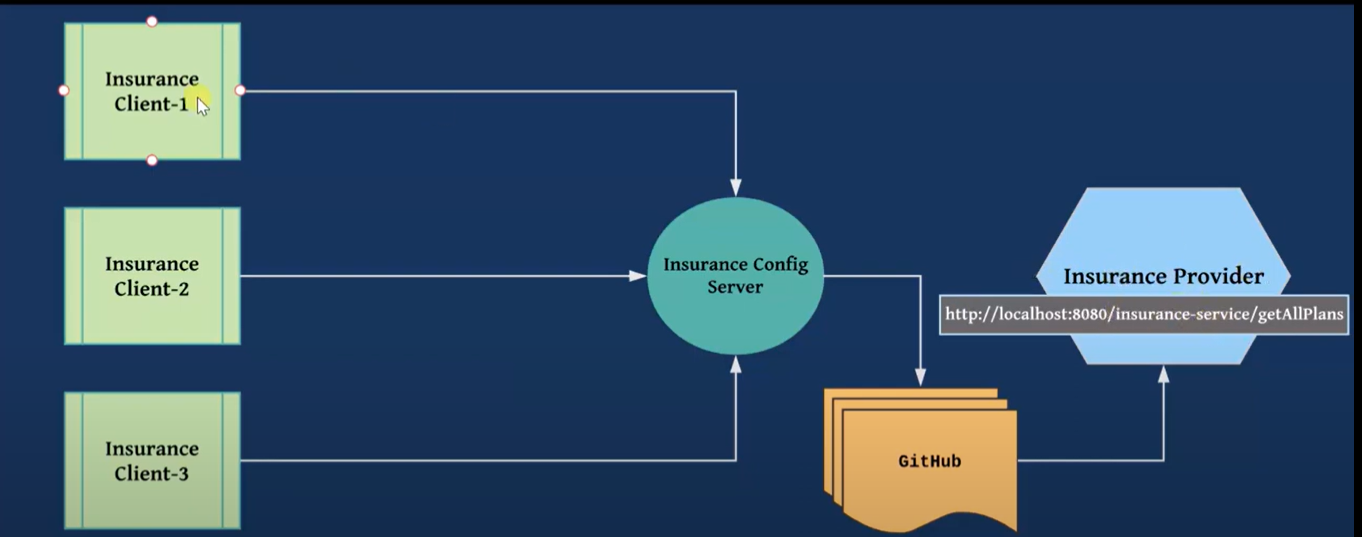 Insurance
Client-1
Insurance
Client-2
Insurance
Client-3
Insurance Config
Server
GitHub
Insurance Provider
http://localhost:8080/insurance-service/getAllPlans